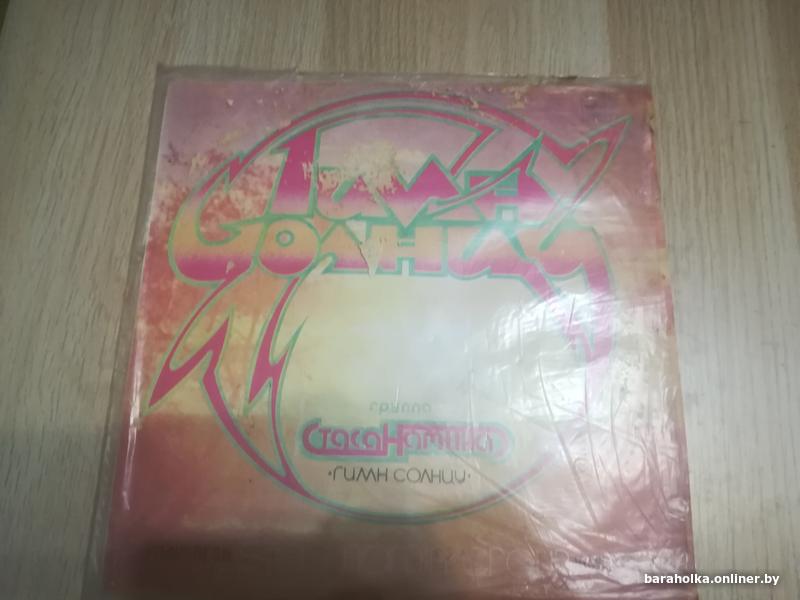 Гимн
Солнцу
группа
Стаса Намина
•ГИМН СОЛНЦУ•
baraholka.onliner.by